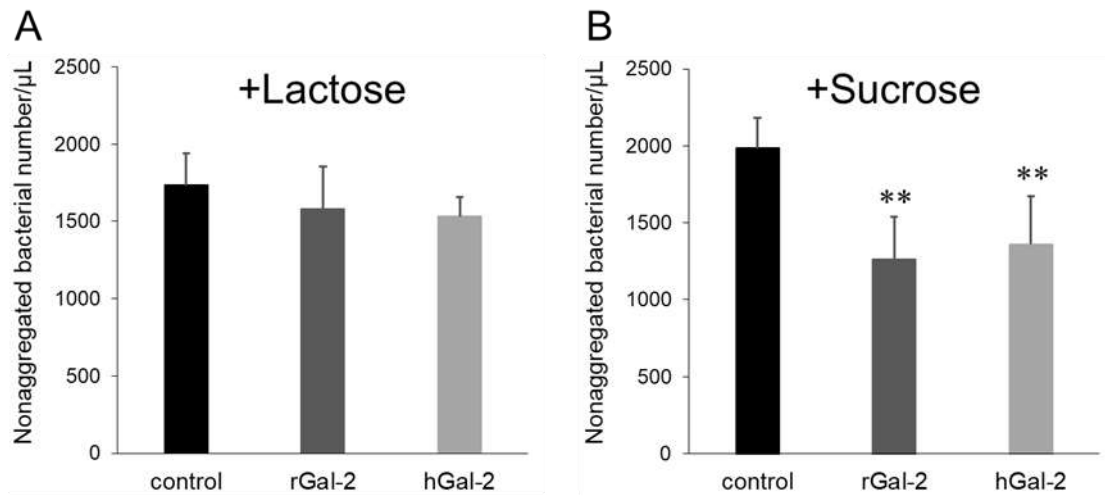 A
Nonaggregated bacterial number/µL
+Lactose
2500
2000
1500
1000
500
0
control rGal-2 hGal-2
B
Nonaggregated bacterial number/µL
+Sucrose
2500
2000
1500
1000
500
0
**
**
control rGal-2 hGal-2